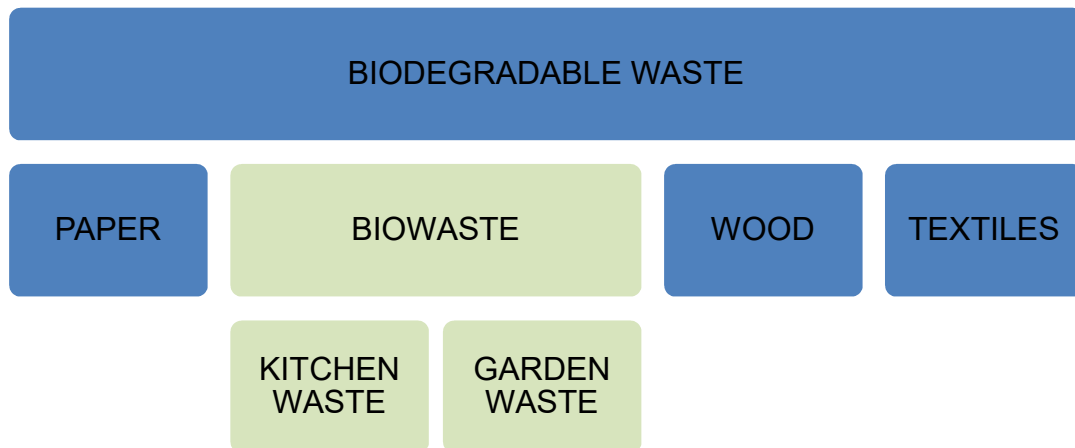 BIODEGRADABLE WASTE
PAPER
BIOWASTE
WOOD
TEXTILES
KITCHEN
WASTE
GARDEN
WASTE